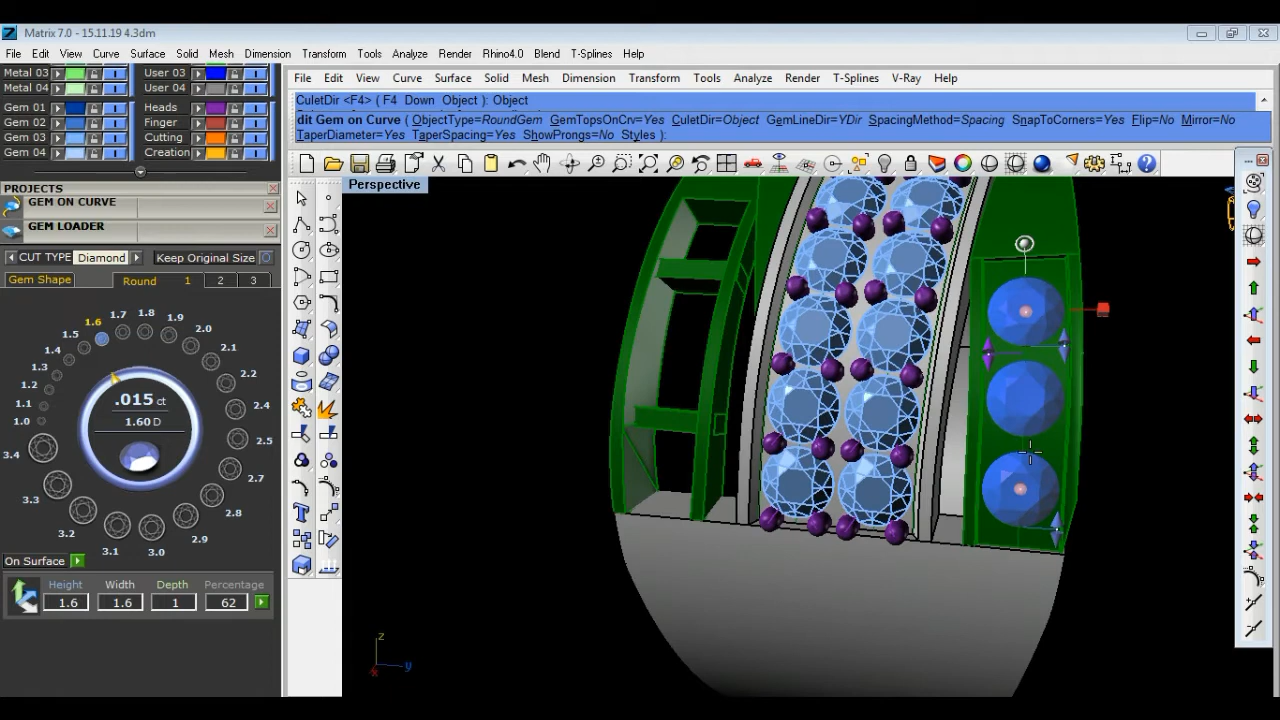 Matrix 7.0 - 15.11.19 4.3dm
File Edit View Curve Surface Solid Mesh Dimension Transform Tools Analyze Render Rhino4.0 Blend T-Splines Help
Metal 03 User 03
Metal 04 User 04
Gem 01 Heads
Gem 02 Finger
Gem 03 Cutting
Gem 04 Creation
File Edit View Curve Surface Solid Mesh Dimension Transform Tools Analyze Render T-Splines V-Ray Help
CuletDir <F4> ( F4 Down Object ): Object
dit Gem on Curve ( ObjectType=RoundGem GemTopsOnCrv=Yes CuletDir=Object GemLineDir=YDir SpacingMethod=Spacing SnapToCorners=Yes Flip=No Mirror=No
TaperDiameter=Yes TaperSpacing=Yes ShowProngs=No Styles ):
Perspective
PROJECTS
GEM ON CURVE
GEM LOADER
CUT TYPE Diamond Keep Original Size
Gem Shape Round 1 2 3
1.6 1.7 1.8 1.9
1.5 2.0
1.4 2.1
1.3
1.2 2.2
1.1 2.4
1.0
.015 ct
1.60 D
2.5
3.4
2.7
3.3 2.8
3.2 2.9
3.1 3.0
On Surface
Height Width Depth Percentage
1.6 1.6 1 62
z
y
x